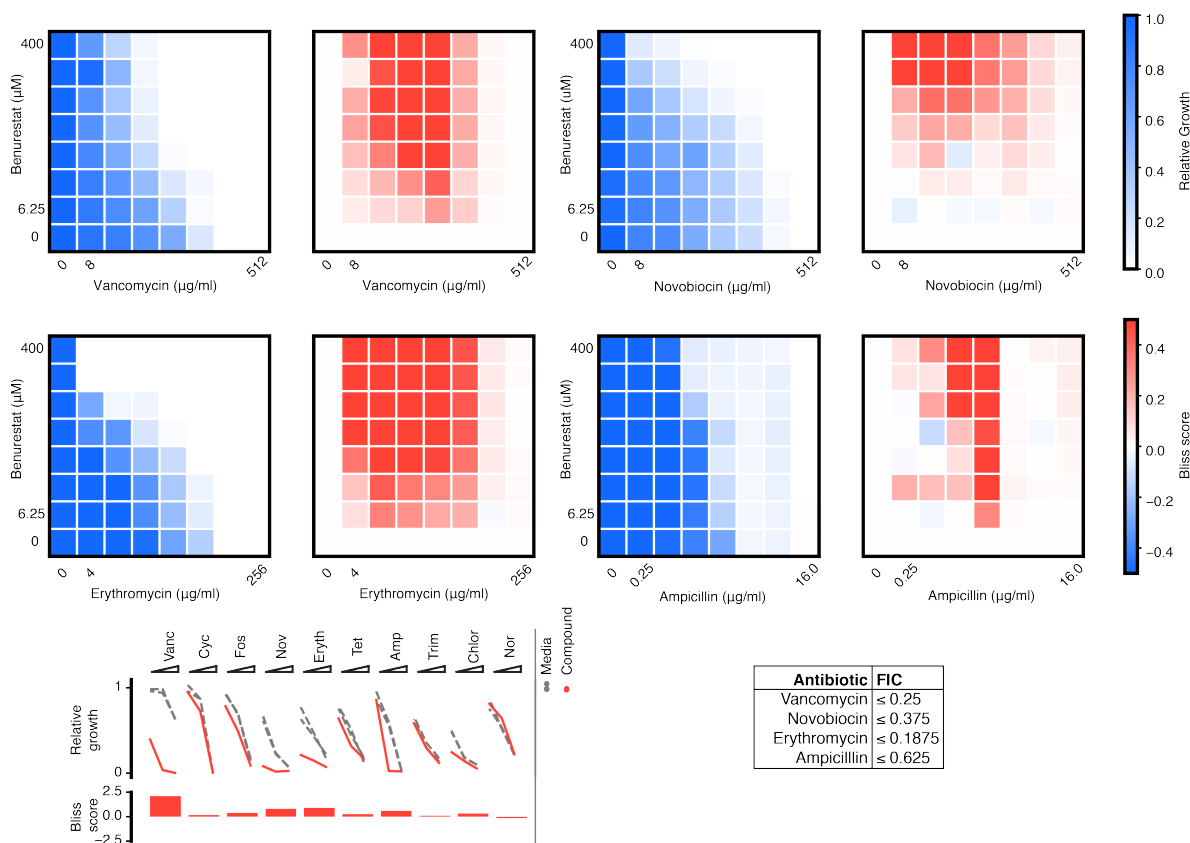 400
Benurestat (µM)
6.25
0
0
8
512
Vancomycin (µg/ml)
0
8
512
Vancomycin (µg/ml)
400
Benurestat (uM)
6.25
0
0
8
512
Novobiocin (µg/ml)
0
8
512
Novobiocin (µg/ml)
1.0
0.8
0.6
0.4
0.2
0.0
Relative Growth
400
Benurestat (µM)
6.25
0
0
4
256
Erythromycin (µg/ml)
0
4
256
Erythromycin (µg/ml)
400
Benurestat (uM)
6.25
0
0
0.25
16.0
Ampicillin (µg/ml)
0
0.25
16.0
Ampicillin (µg/ml)
0.4
0.2
0.0
−0.2
−0.4
Bliss score
Vanc
Cyc
Fos
Nov
Eryth
Tet
Amp
Trim
Chlor
Nor
Media
Compound
1
Relative
growth
0
2.5
Bliss
score
0.0
−2.5
Antibiotic FIC
Vancomycin ≤ 0.25
Novobiocin ≤ 0.375
Erythromycin ≤ 0.1875
Ampicilllin ≤ 0.625